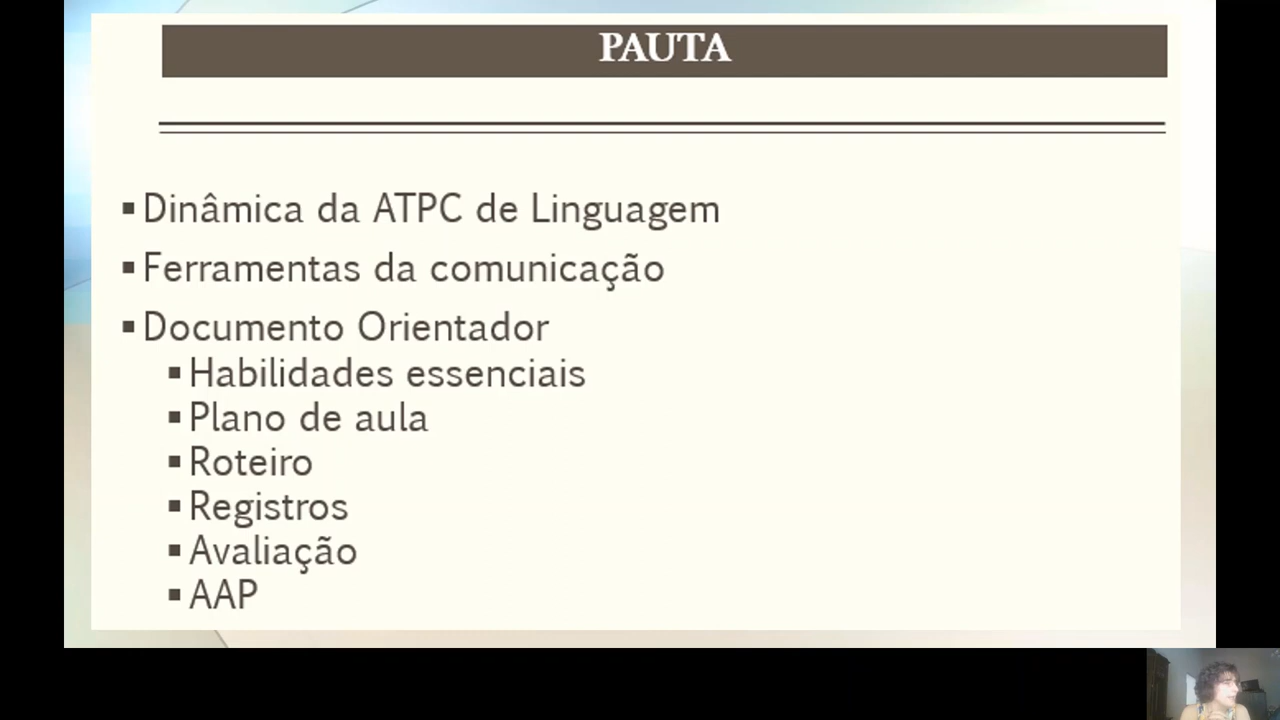 PAUTA
▪Dinâmica da ATPC de Linguagem
▪Ferramentas da comunicação
▪Documento Orientador
▪Habilidades essenciais
▪Plano de aula
▪Roteiro
▪Registros
▪Avaliação
▪AAP